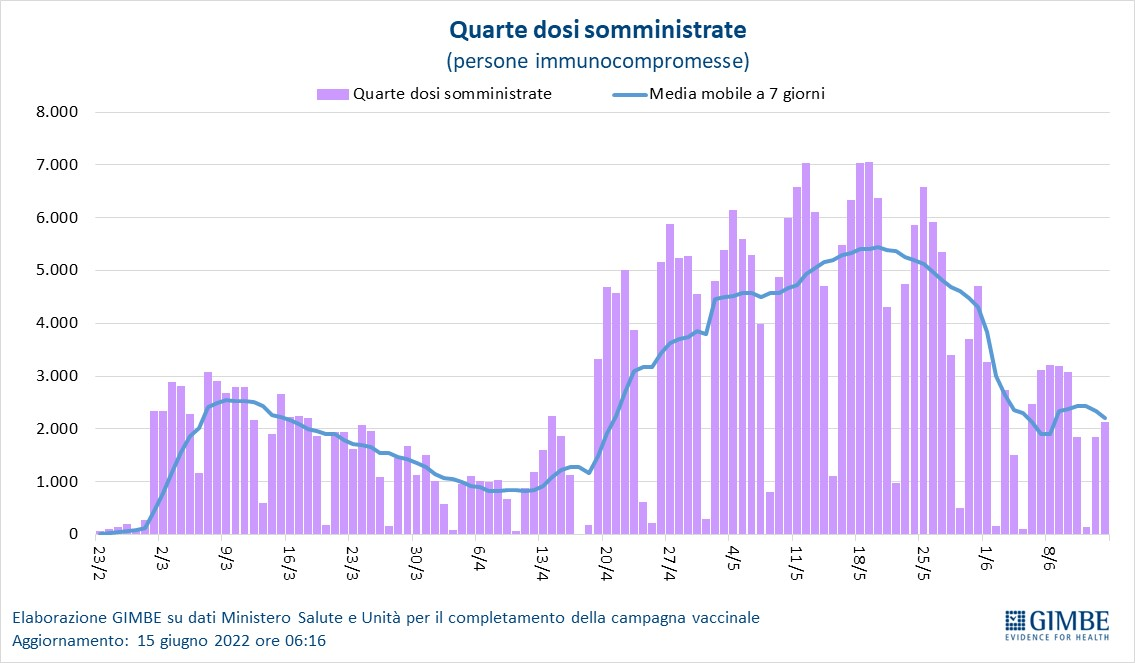 Quarte dosi somministrate
(persone immunocompromesse)
Quarte dosi somministrate Media mobile a 7 giorni
8.000
7.000
6.000
5.000
4.000
3.000
2.000
1.000
0
23/2 2/3 9/3 16/3 23/3 30/3 6/4 13/4 20/4 27/4 4/5 11/5 18/5 25/5 1/6 8/6
Elaborazione GIMBE su dati Ministero Salute e Unità per il completamento della campagna vaccinale
Aggiornamento: 15 giugno 2022 ore 06:16
GIMBE
EVIDENCE FOR HEALTH